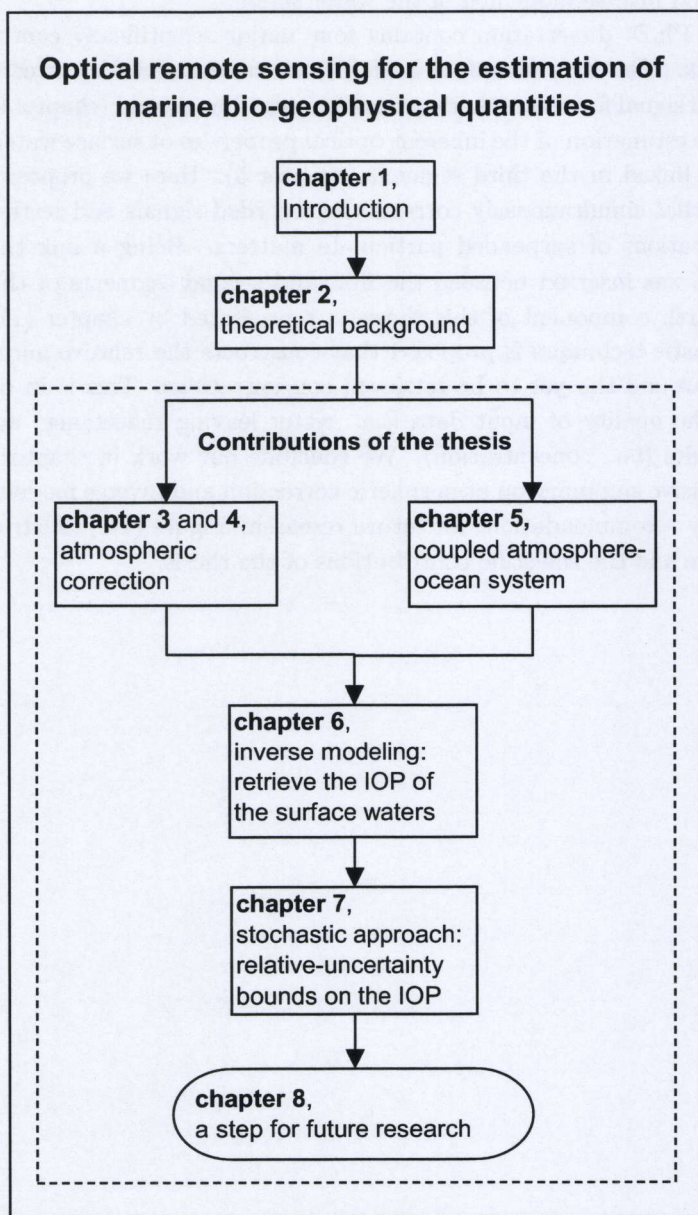 Optical remote sensing for the estimation of
marine biogeophysical quantities
chapter 1,
Introduction
chapter 2,
theoretical background
Contributions of the thesis
chapter 3 and 4,
atmospheric
correction
chapter 5,
coupled atmosphere-
ocean system
chapter 6,
inverse modeling:
retrieve the IOP of
the surface waters
chapter 7,
stochastic approach:
relative-uncertainty
bounds on the IOP
chapter 8,
a step for future research